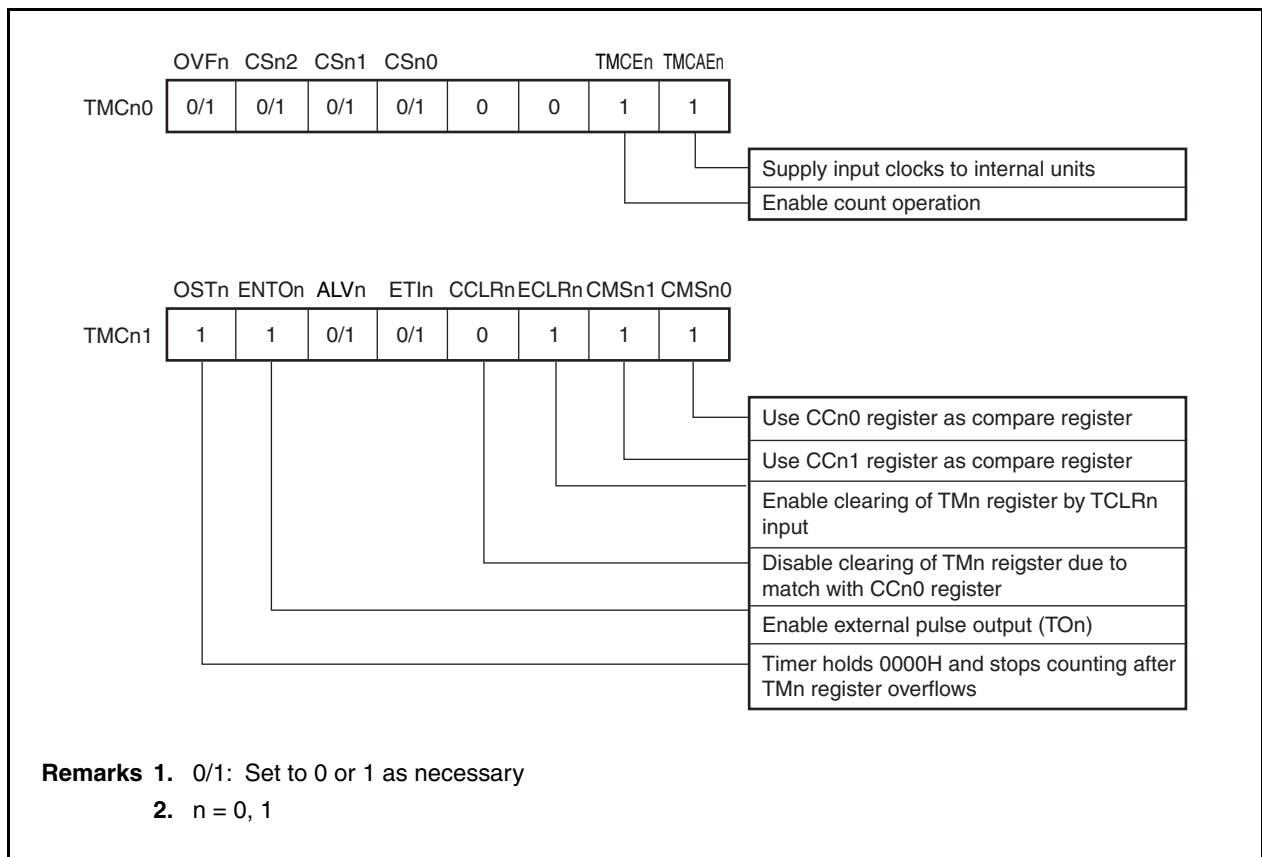 OVFn CSn2 CSn1 CSn0 TMCEn TMCAEn
TMCn0 0/1 0/1 0/1 0/1 0 0 1 1
Supply input clocks to internal units
Enable count operation
OSTn ENTOn ALVn ETIn CCLRn ECLRn CMSn1 CMSn0
TMCn1 1 1 0/1 0/1 0 1 1 1
Use CCn0 register as compare register
Use CCn1 register as compare register
Enable clearing of TMn register by TCLRn
input
Disable clearing of TMn reigster due to
match with CCn0 register
Enable external pulse output (TOn)
Timer holds 0000H and stops counting after
TMn register overflows
Remarks 1. 0/1: Set to 0 or 1 as necessary
2. n = 0, 1